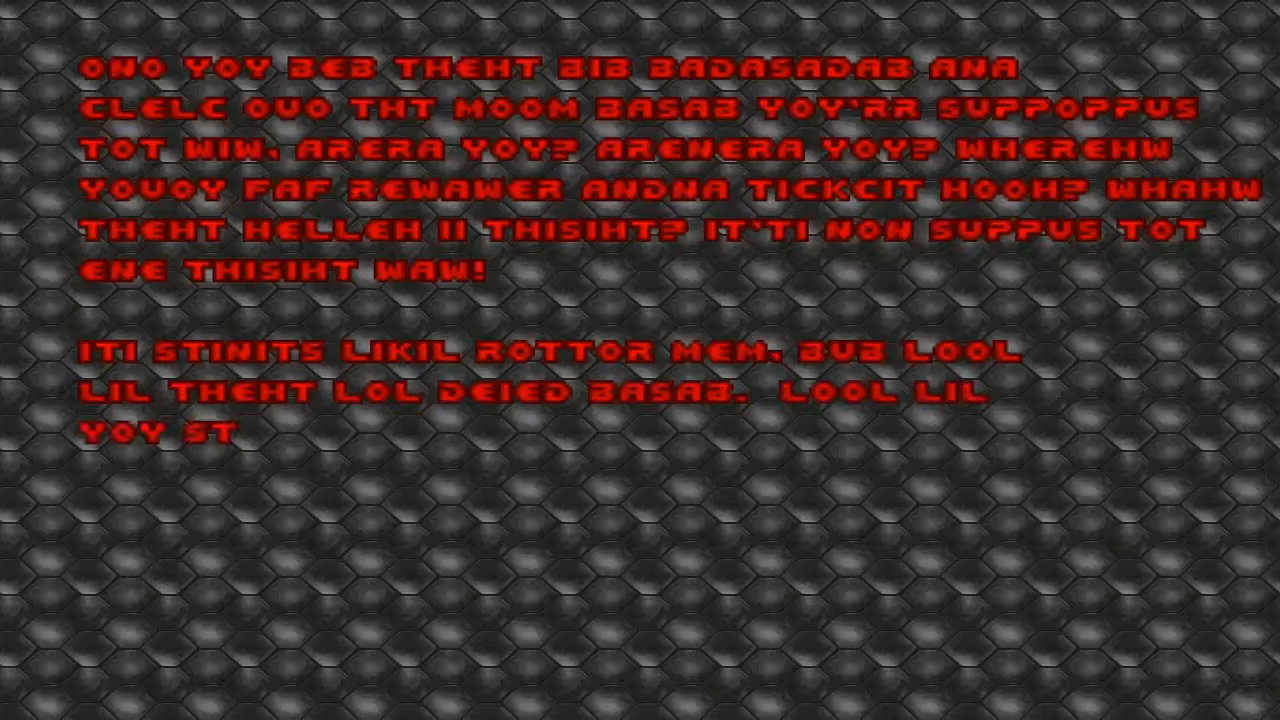 ONO YOY BEB THEHT BIB BADASADAB ANA
CLELC OUO THT MOOM BASAB YOY'RR SUPPOPPUS
TOT WIW, ARERA YOY? ARENERA YOY? WHEREHW
YOUOY FAF REWAWER ANDNA TICKCIT HOOH? WHAHW
THEHT HELLEH II THISIHT? IT'TI NON SUPPUS TOT
ENE THISIHT WAW!
ITI STINITS LIKIL ROTTOR MEM, BUB LOOL
LIL THEHT LOL DEIED BASAB. LOOL LIL
YOY ST